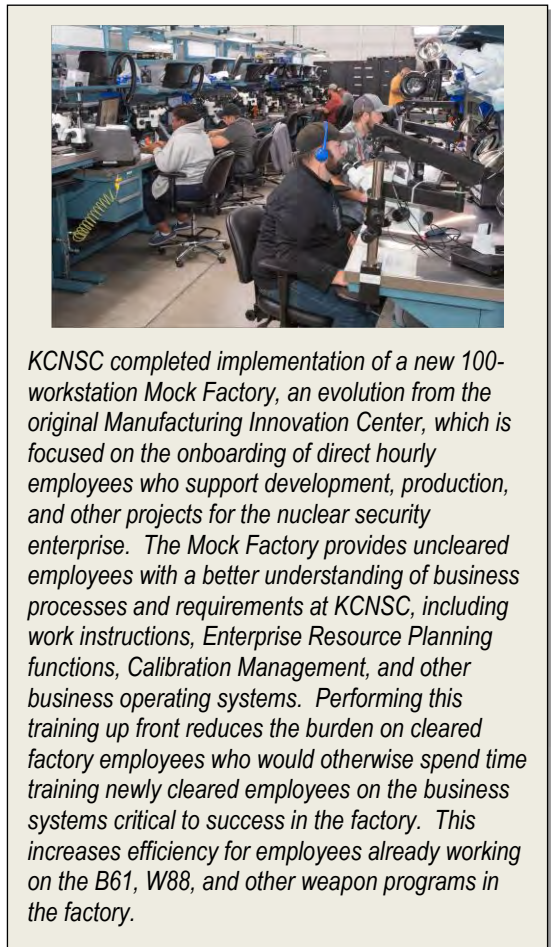 KCNSC completed implementation of a new 100-
workstation Mock Factory, an evolution from the
original Manufacturing Innovation Center, which is
focused on the onboarding of direct hourly
employees who support development, production,
and other projects for the nuclear security
enterprise.  The Mock Factory provides uncleared
employees with a better understanding of business
processes and requirements at KCNSC, including
work instructions, Enterprise Resource Planning
functions, Calibration Management, and other
business operating systems.  Performing this
training up front reduces the burden on cleared
factory employees who would otherwise spend time
training newly cleared employees on the business
systems critical to success in the factory.  This
increases efficiency for employees already working
on the B61, W88, and other weapon programs in
the factory.